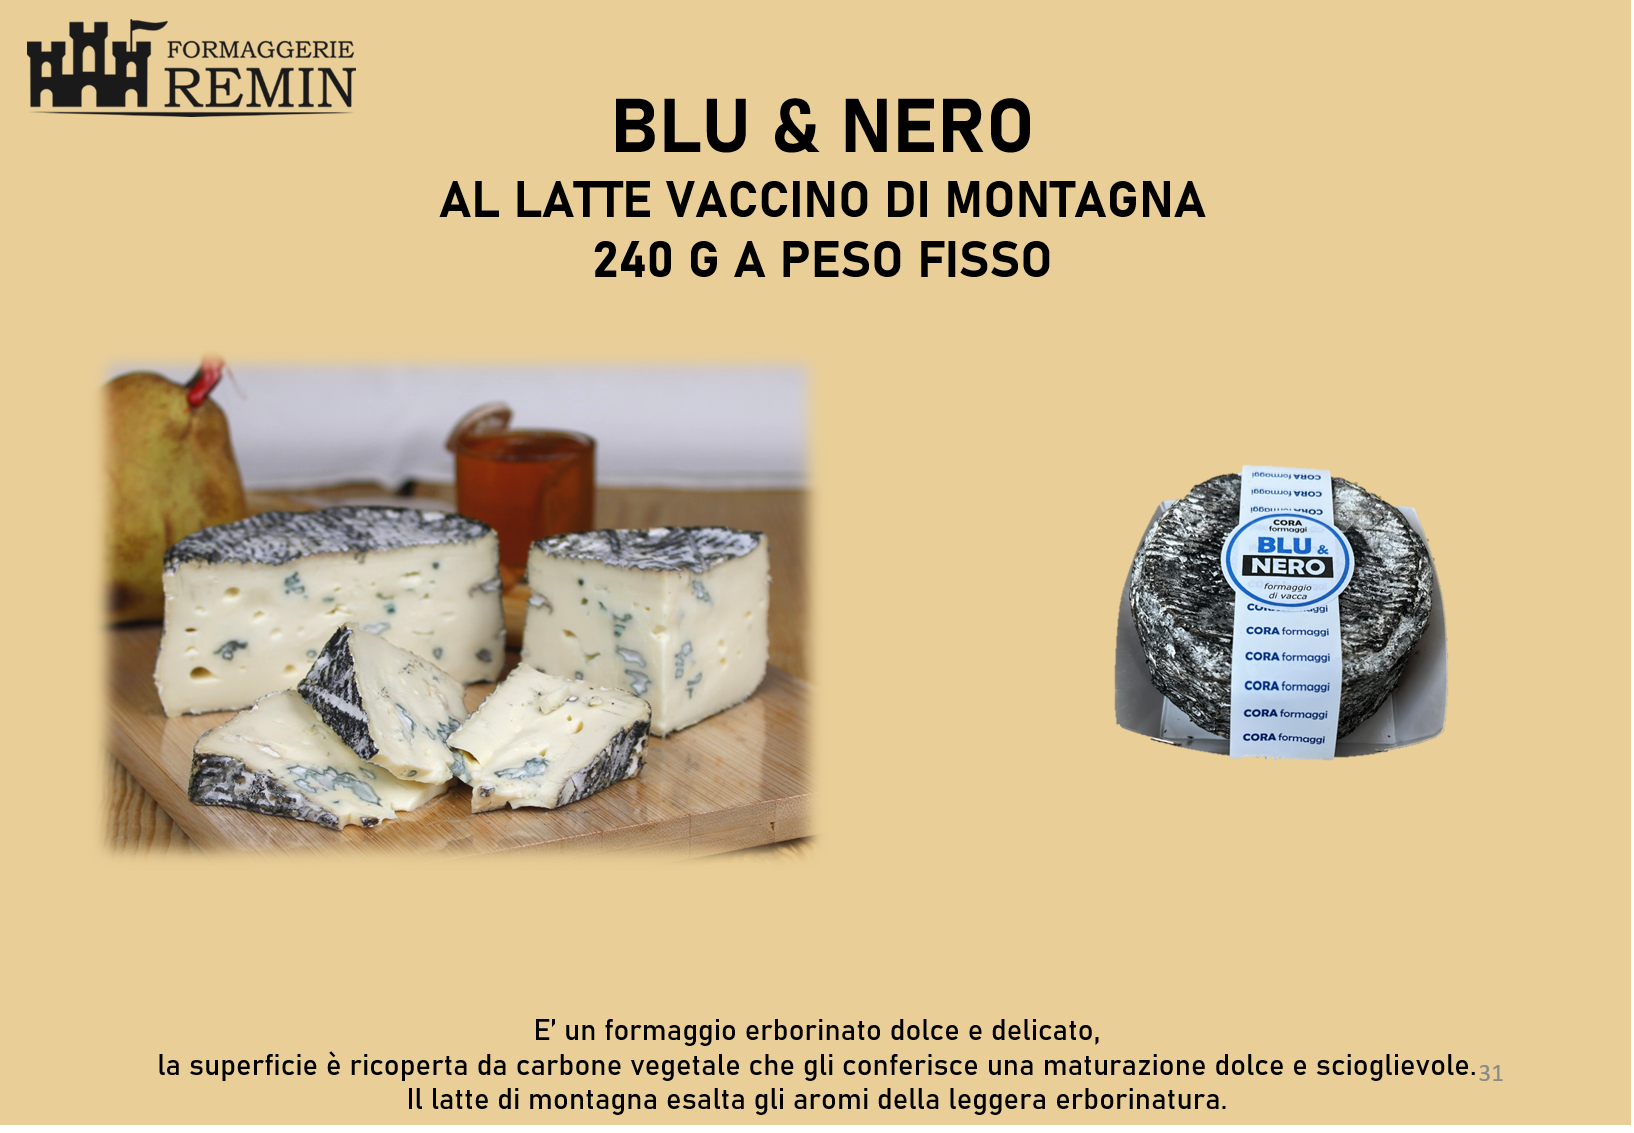 FORMAGGERIE
REMIN
BLU & NERO
AL LATTE VACCINO DI MONTAGNA
240 G A PESO FISSO
CORA formaggi
CORA formaggi
CORA formaggi
CORA
formaggi
BLU &
NERO
formaggio
di vacca
CORA formaggi
CORA formaggi
CORA formaggi
CORA formaggi
CORA formaggi
E' un formaggio erborinato dolce e delicato,
la superficie è ricoperta da carbone vegetale che gli conferisce una maturazione dolce e scioglievole.
31
Il latte di montagna esalta gli aromi della leggera erborinatura.